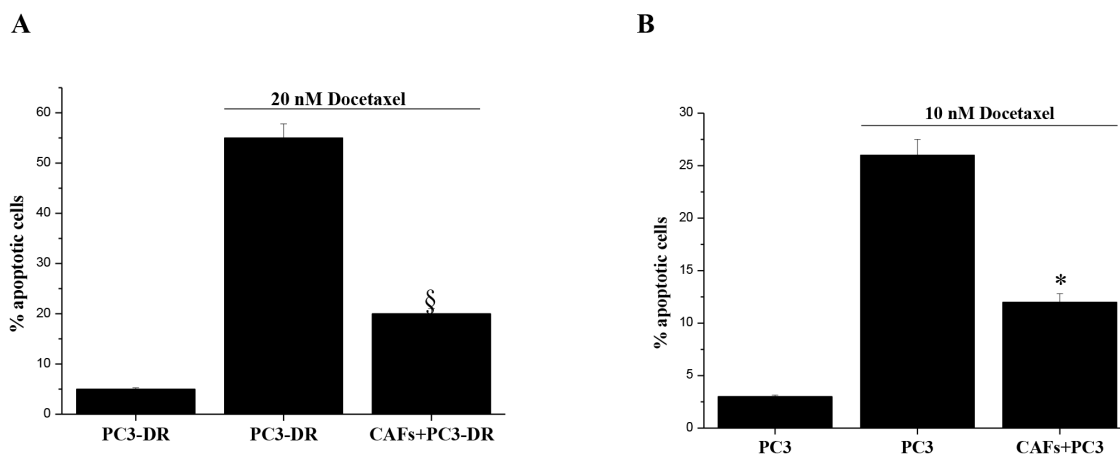 A
20 nM Docetaxel
% apoptotic cells
60
50
40
30
20
10
0
§
PC3-DR
PC3-DR
CAFs+PC3-DR
B
10 nM Docetaxel
% apoptotic cells
30
25
20
15
10
5
0
*
PC3
PC3
CAFs+PC3